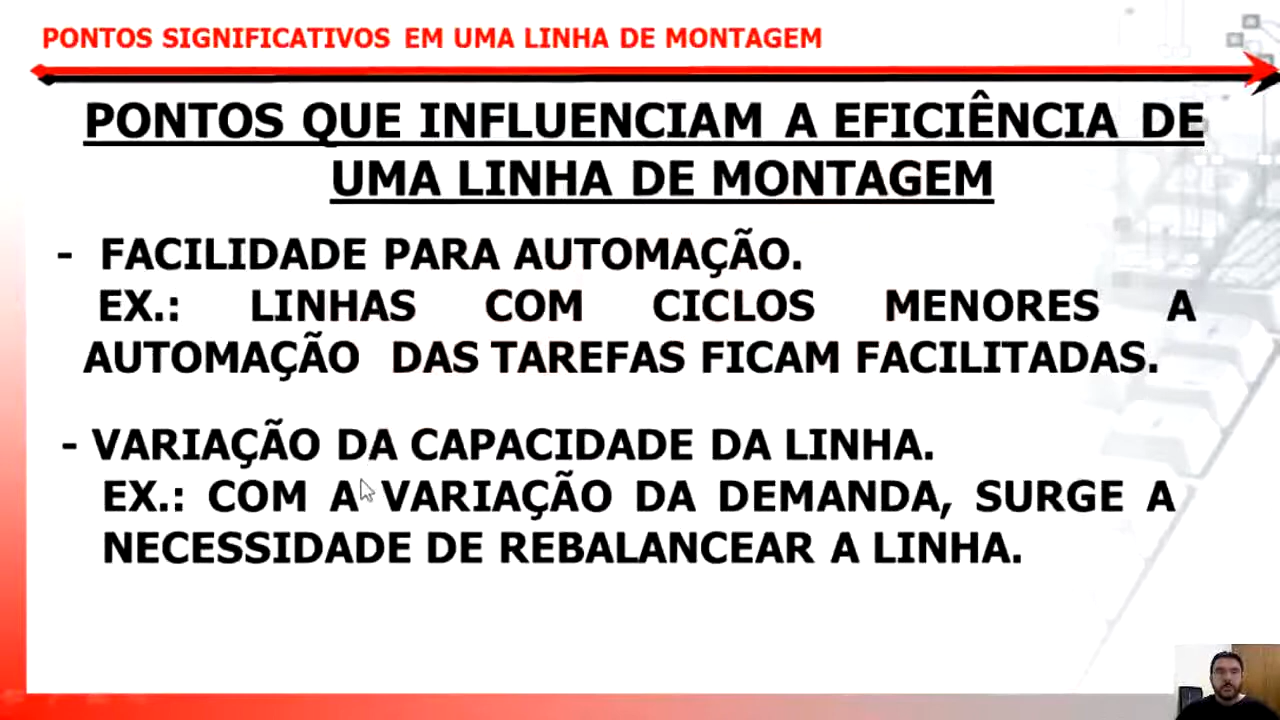 PONTOS SIGNIFICATIVOS EM UMA LINHA DE MONTAGEM
PONTOS QUE INFLUENCIAM A EFICIÊNCIA DE
UMA LINHA DE MONTAGEM
- FACILIDADE PARA AUTOMAÇÃO.
EX.: LINHAS COM CICLOS MENORES A
AUTOMAÇÃO DAS TAREFAS FICAM FACILITADAS.
- VARIAÇÃO DA CAPACIDADE DA LINHA.
EX.: COM A VARIAÇÃO DA DEMANDA, SURGE A
NECESSIDADE DE REBALANCEAR A LINHA.